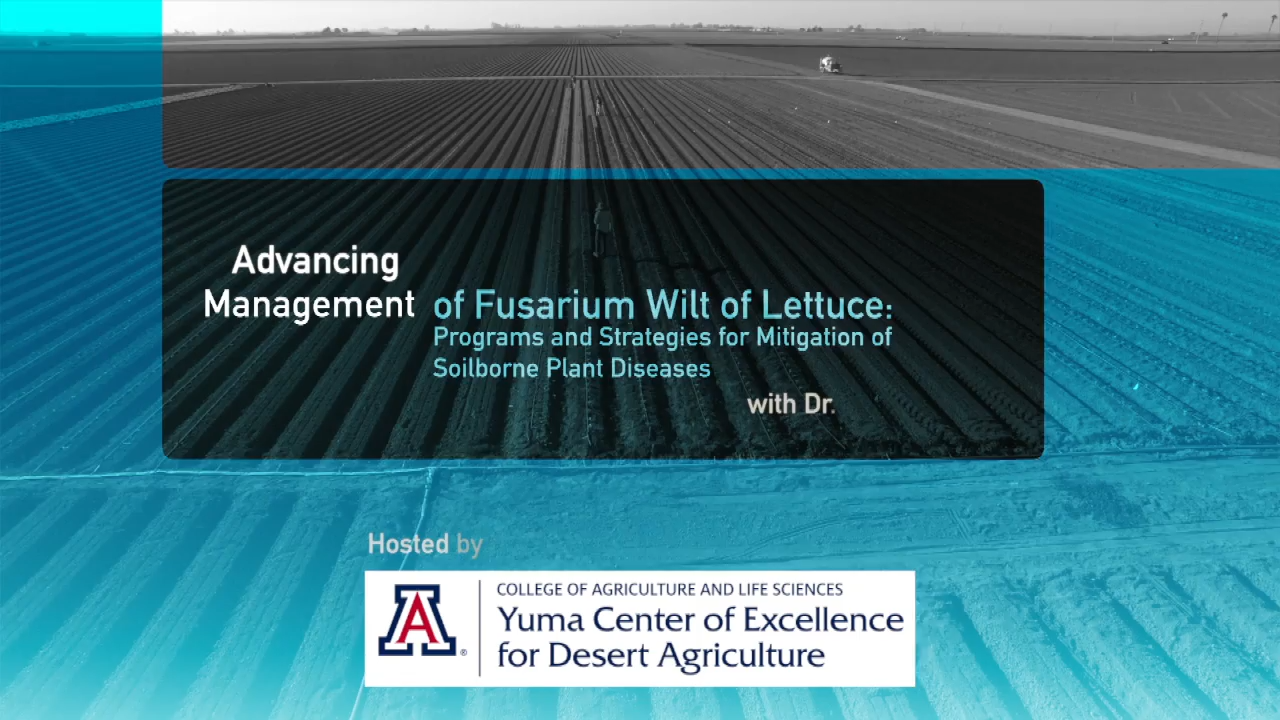 Advancing
Management of Fusarium Wilt of Lettuce:
Programs and Strategies for Mitigation of
Soilborne Plant Diseases
with Dr.
Hosted by
A
®
COLLEGE OF AGRICULTURE AND LIFE SCIENCES
Yuma Center of Excellence
for Desert Agriculture